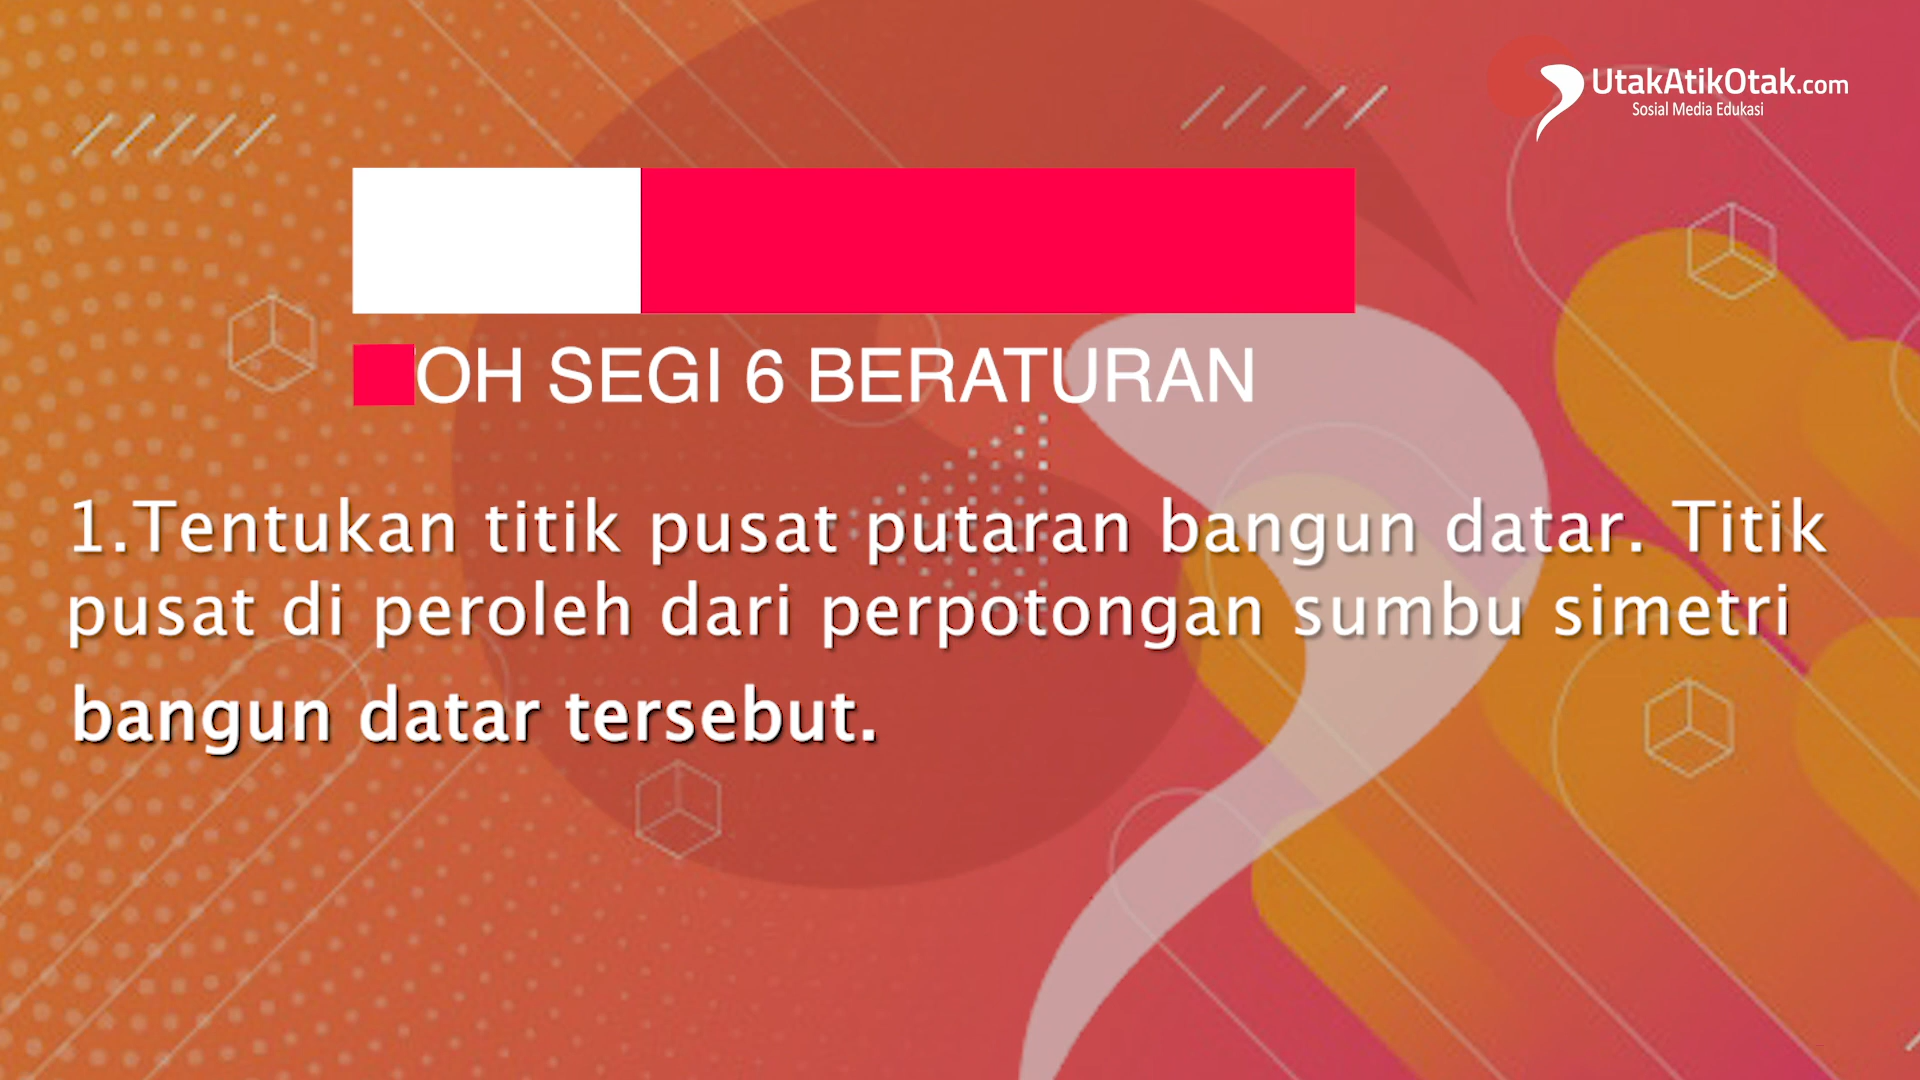 UtakAtikOtak.com
Sosial Media Edukasi
OH SEGI 6 BERATURAN
1.Tentukan titik pusat putaran bangun datar. Titik
pusat di peroleh dari perpotongan sumbu simetri
bangun datar tersebut.